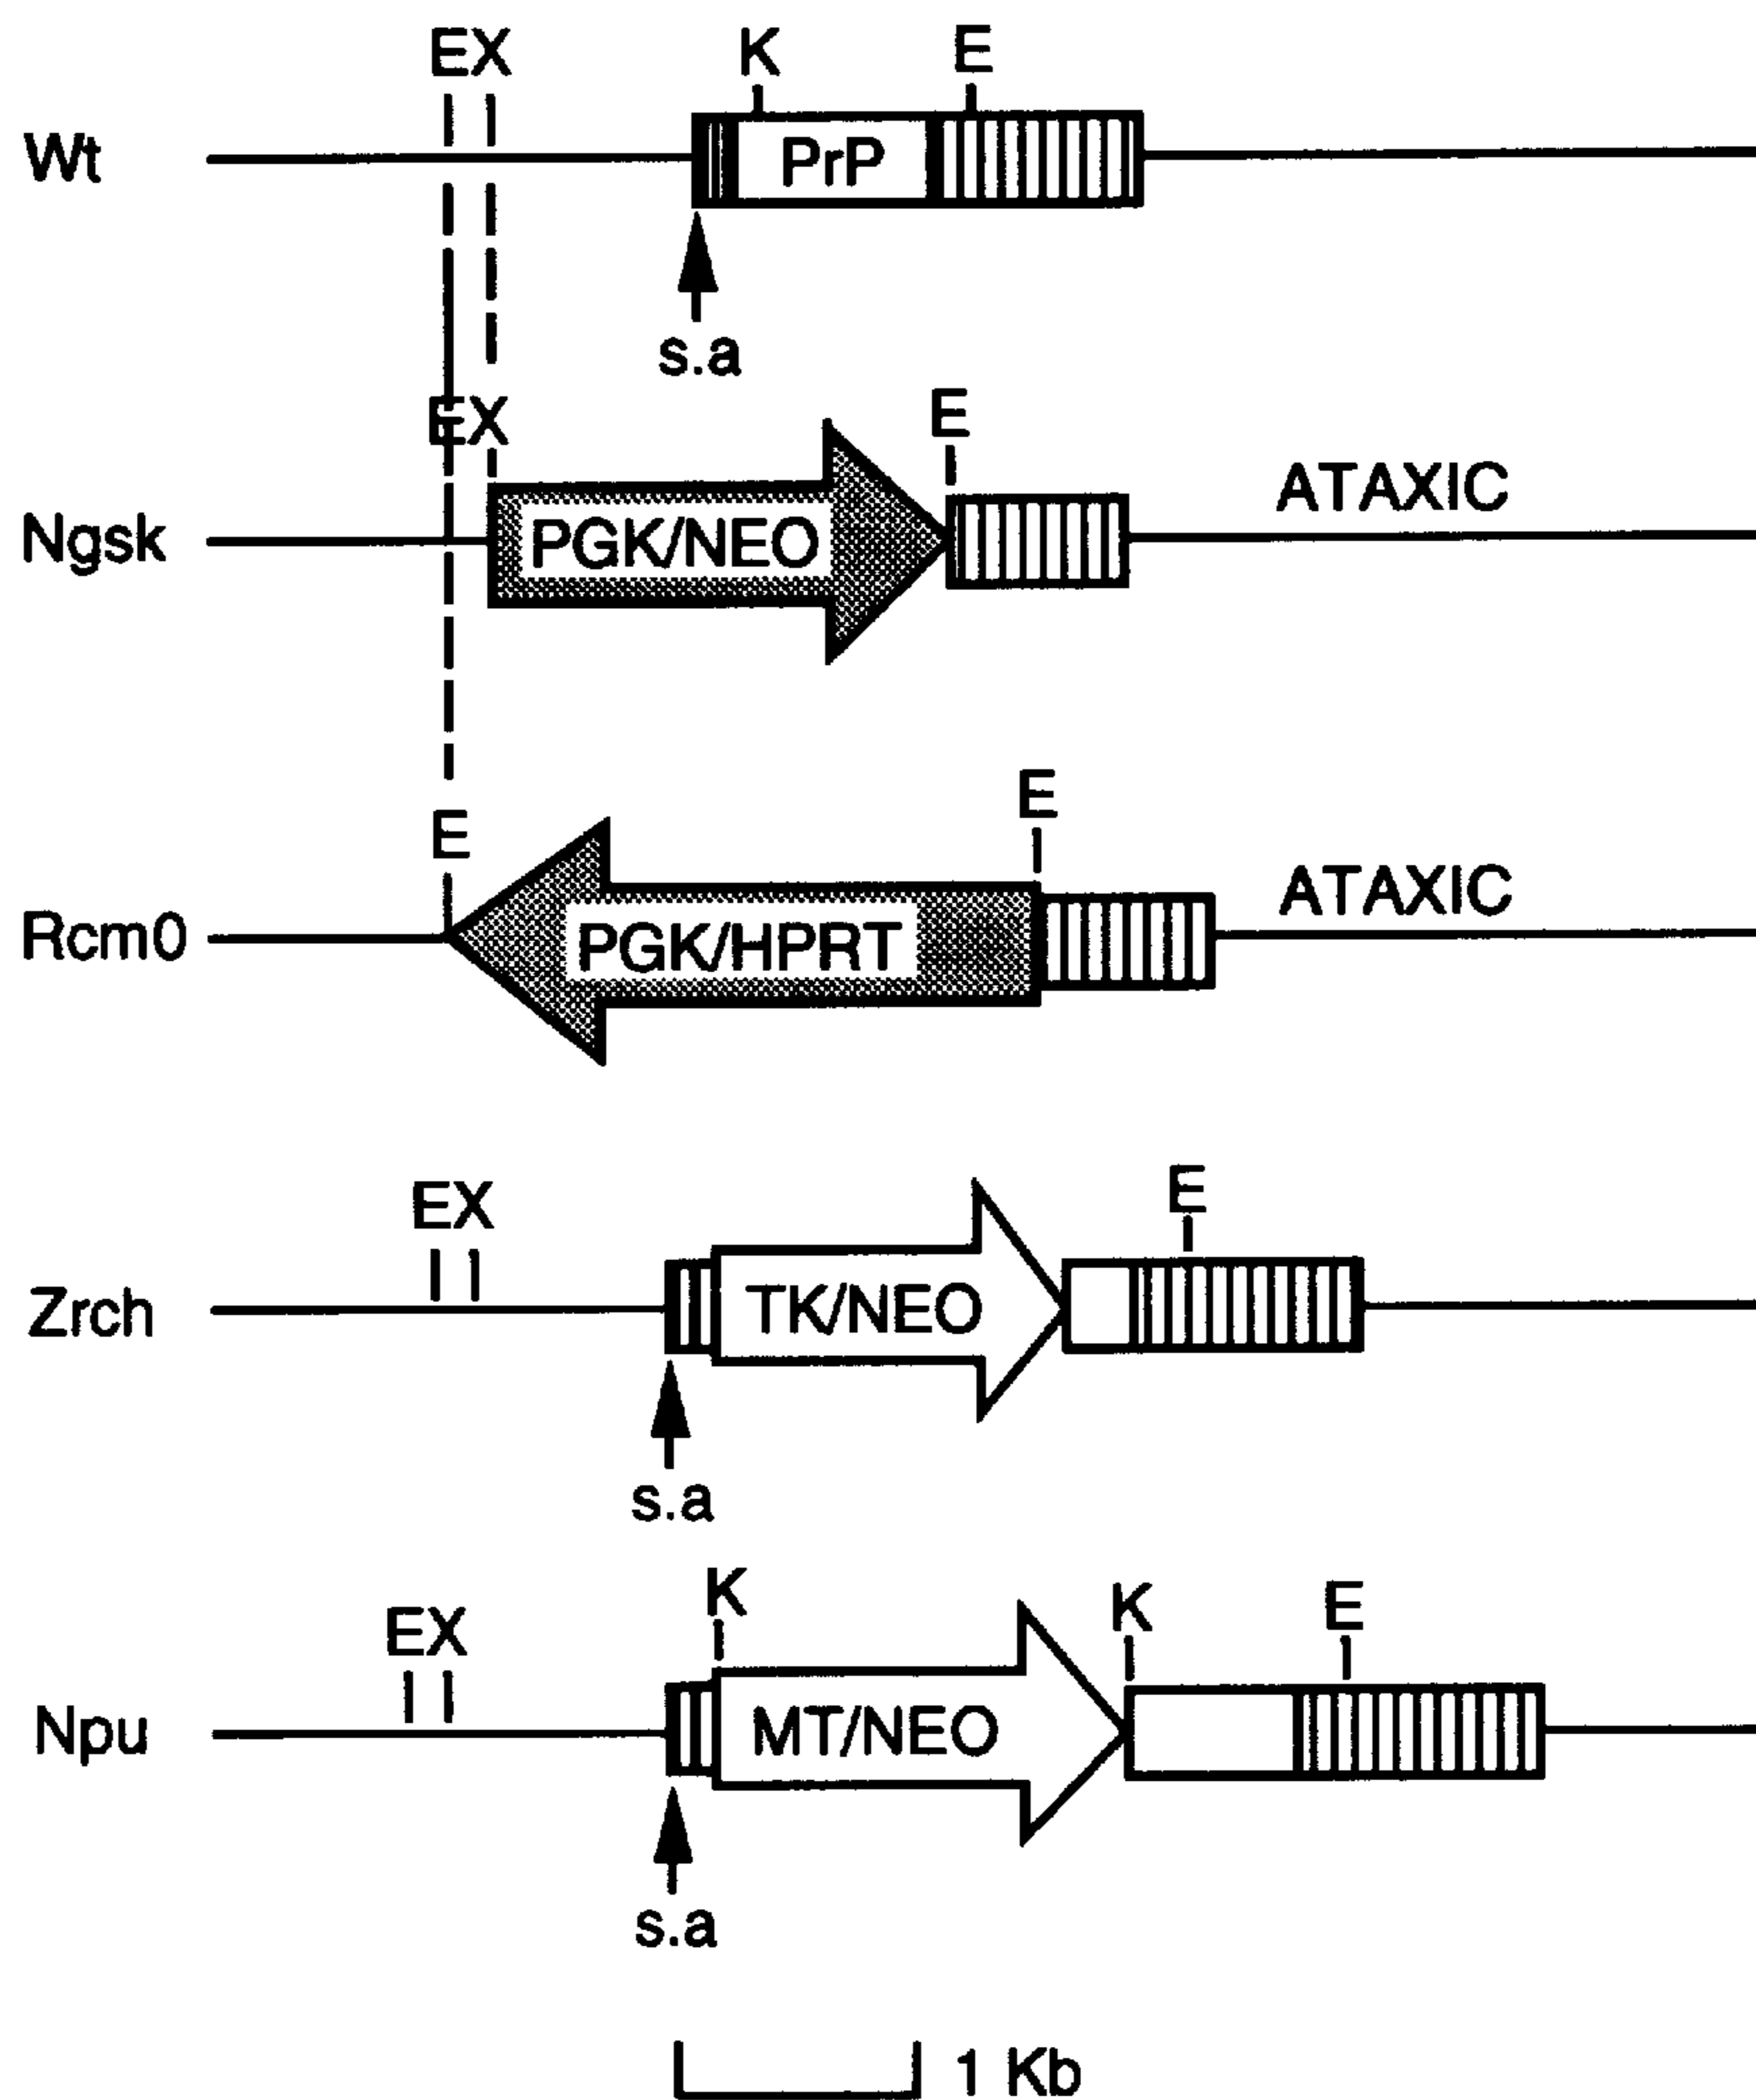 EX K E
Wt PrP
s.a
EX E
ATAXIC
Ngsk PGK/NEO
E E
ATAXIC
Rcm0 PGK/HPRT
EX E
Zrch TK/NEO
s.a
EX K K E
Npu MT/NEO
s.a
1 Kb